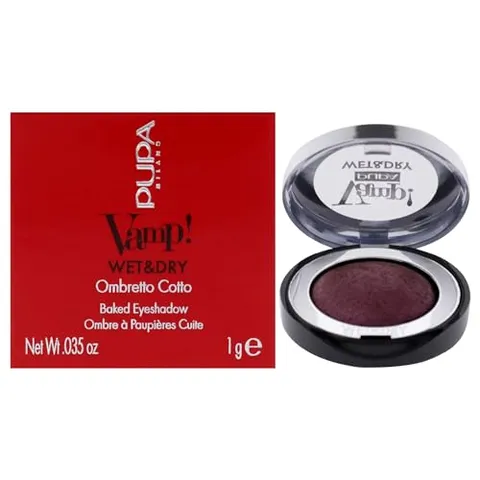 PUPA
MILANO
Vamp!
WET&DRY
Ombretto Cotto
Baked Eyeshadow
Ombre à Paupières Cuite
Net Wt .035 oz
1g e
Vamp!
PUPA
WET&DRY